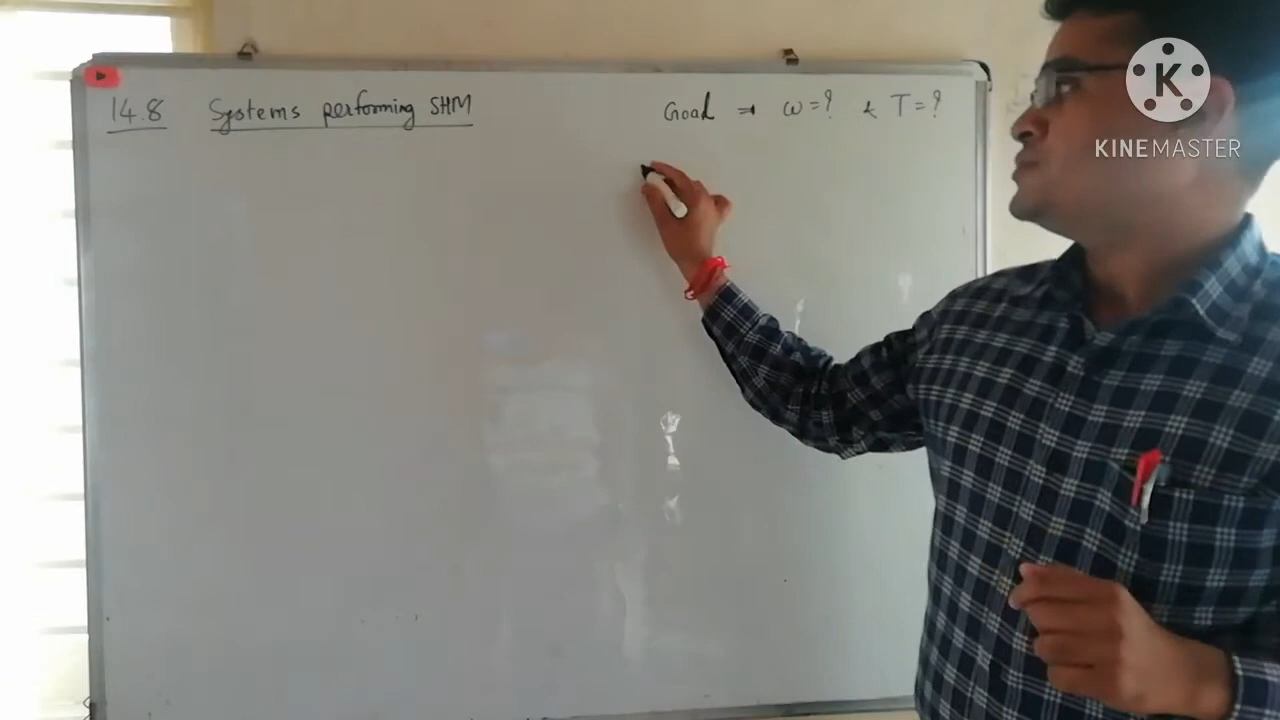 14.8 Systems performing SHM Goal ⇒ ω=? & T=?
K
KINEMASTER